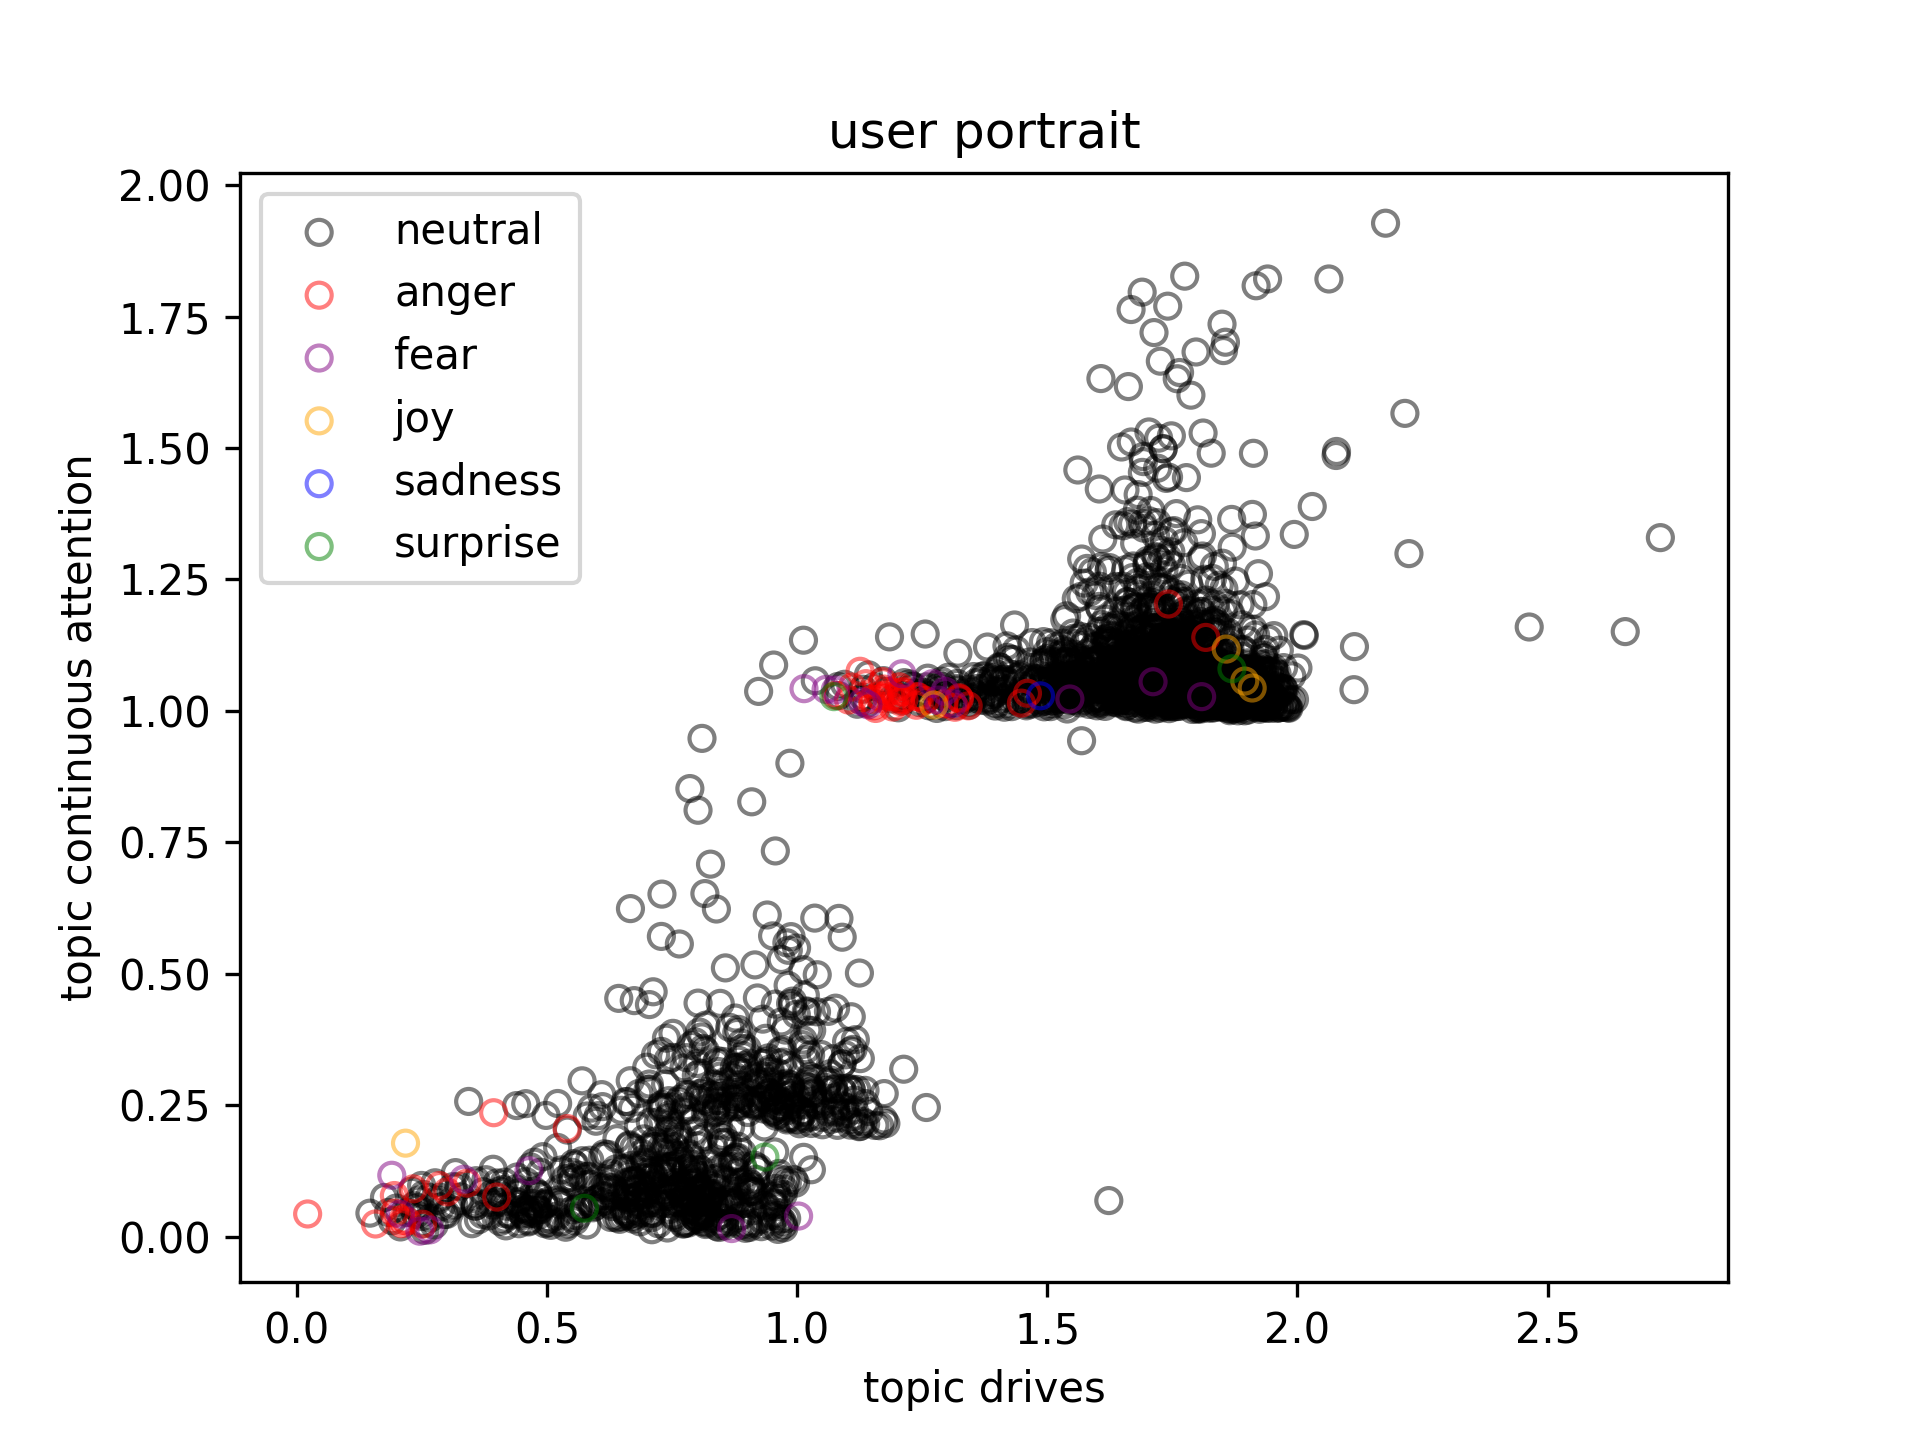 user portrait
2.00
1.75
1.50
1.25
1.00
0.75
0.50
0.25
0.00
topic continuous attention
neutral
anger
fear
joy
sadness
surprise
0.0 0.5 1.0 1.5 2.0 2.5
topic drives